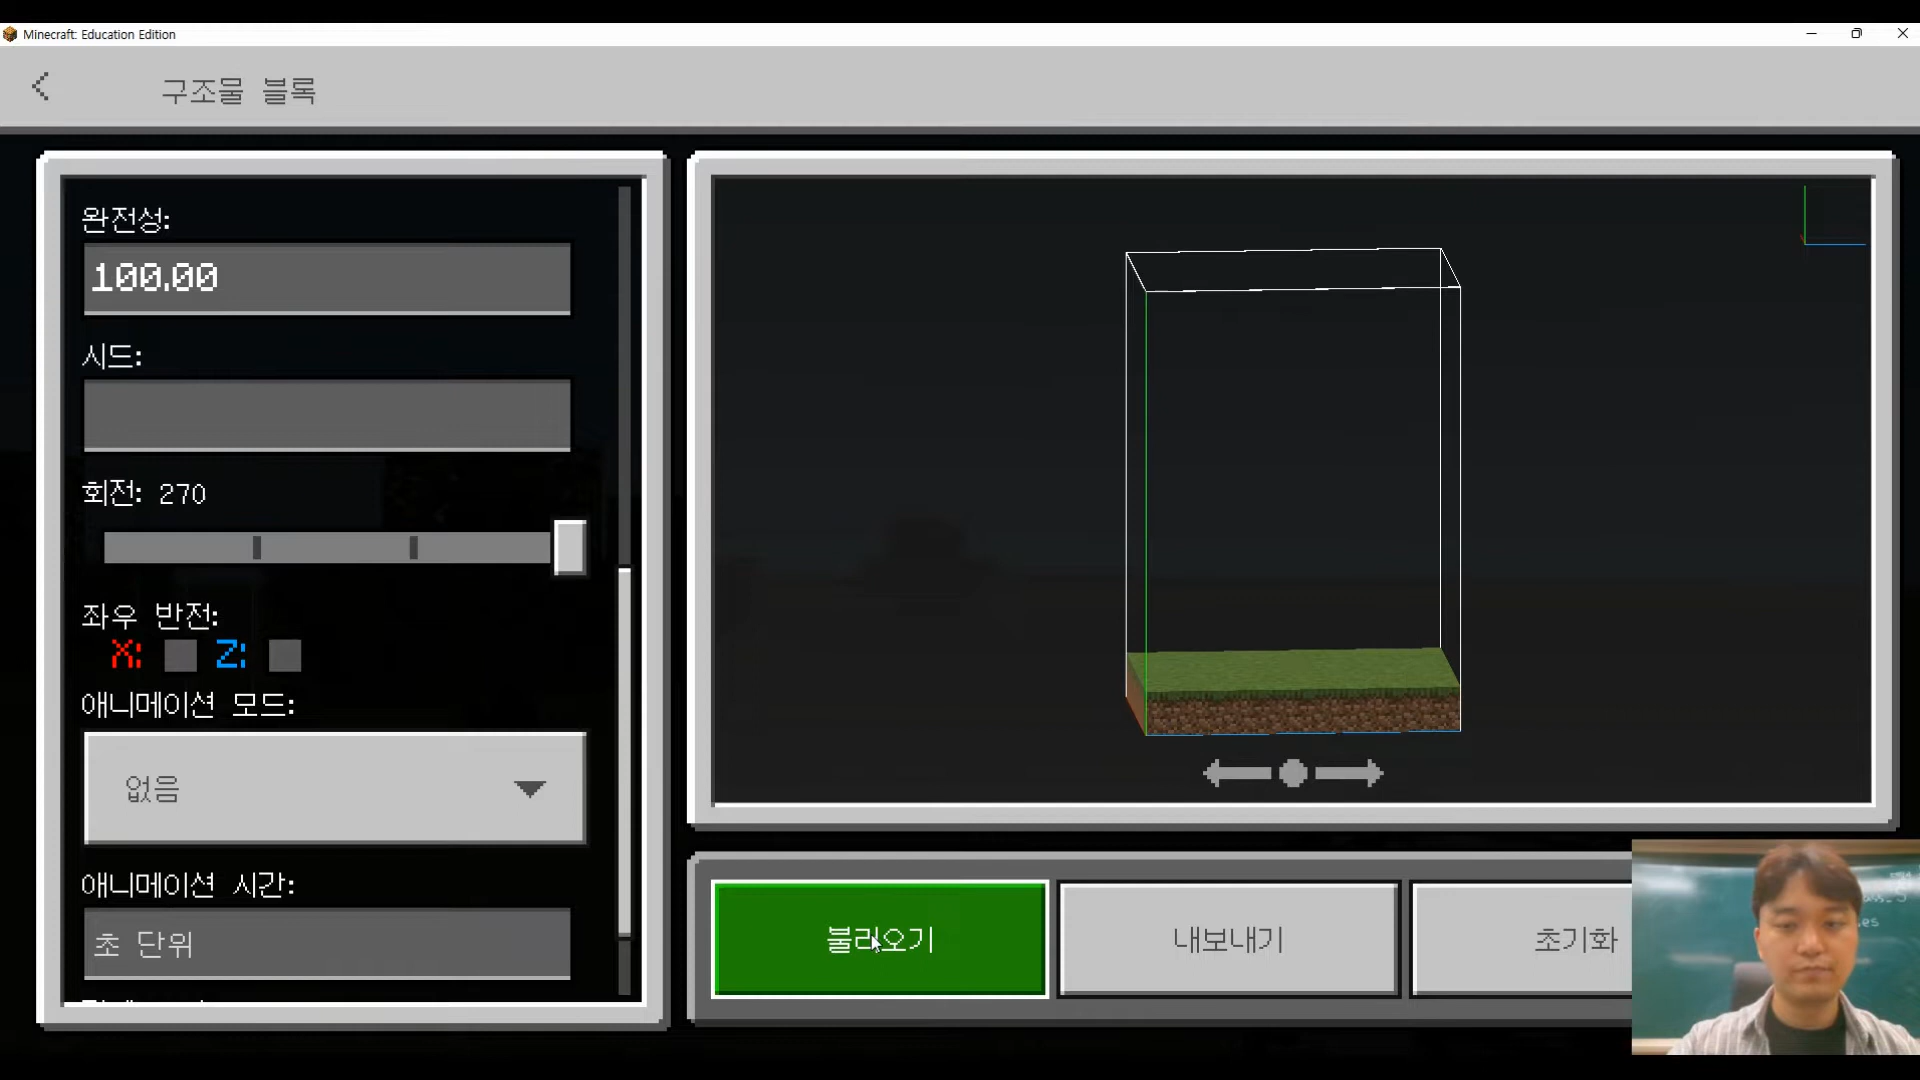 Minecraft: Education Edition
구조물 블록
완전성:
100.00
시드:
회전: 270
좌우 반전:
X: Z:
애니메이션 모드:
없음
애니메이션 시간:
초 단위
불러오기
내보내기
초기화